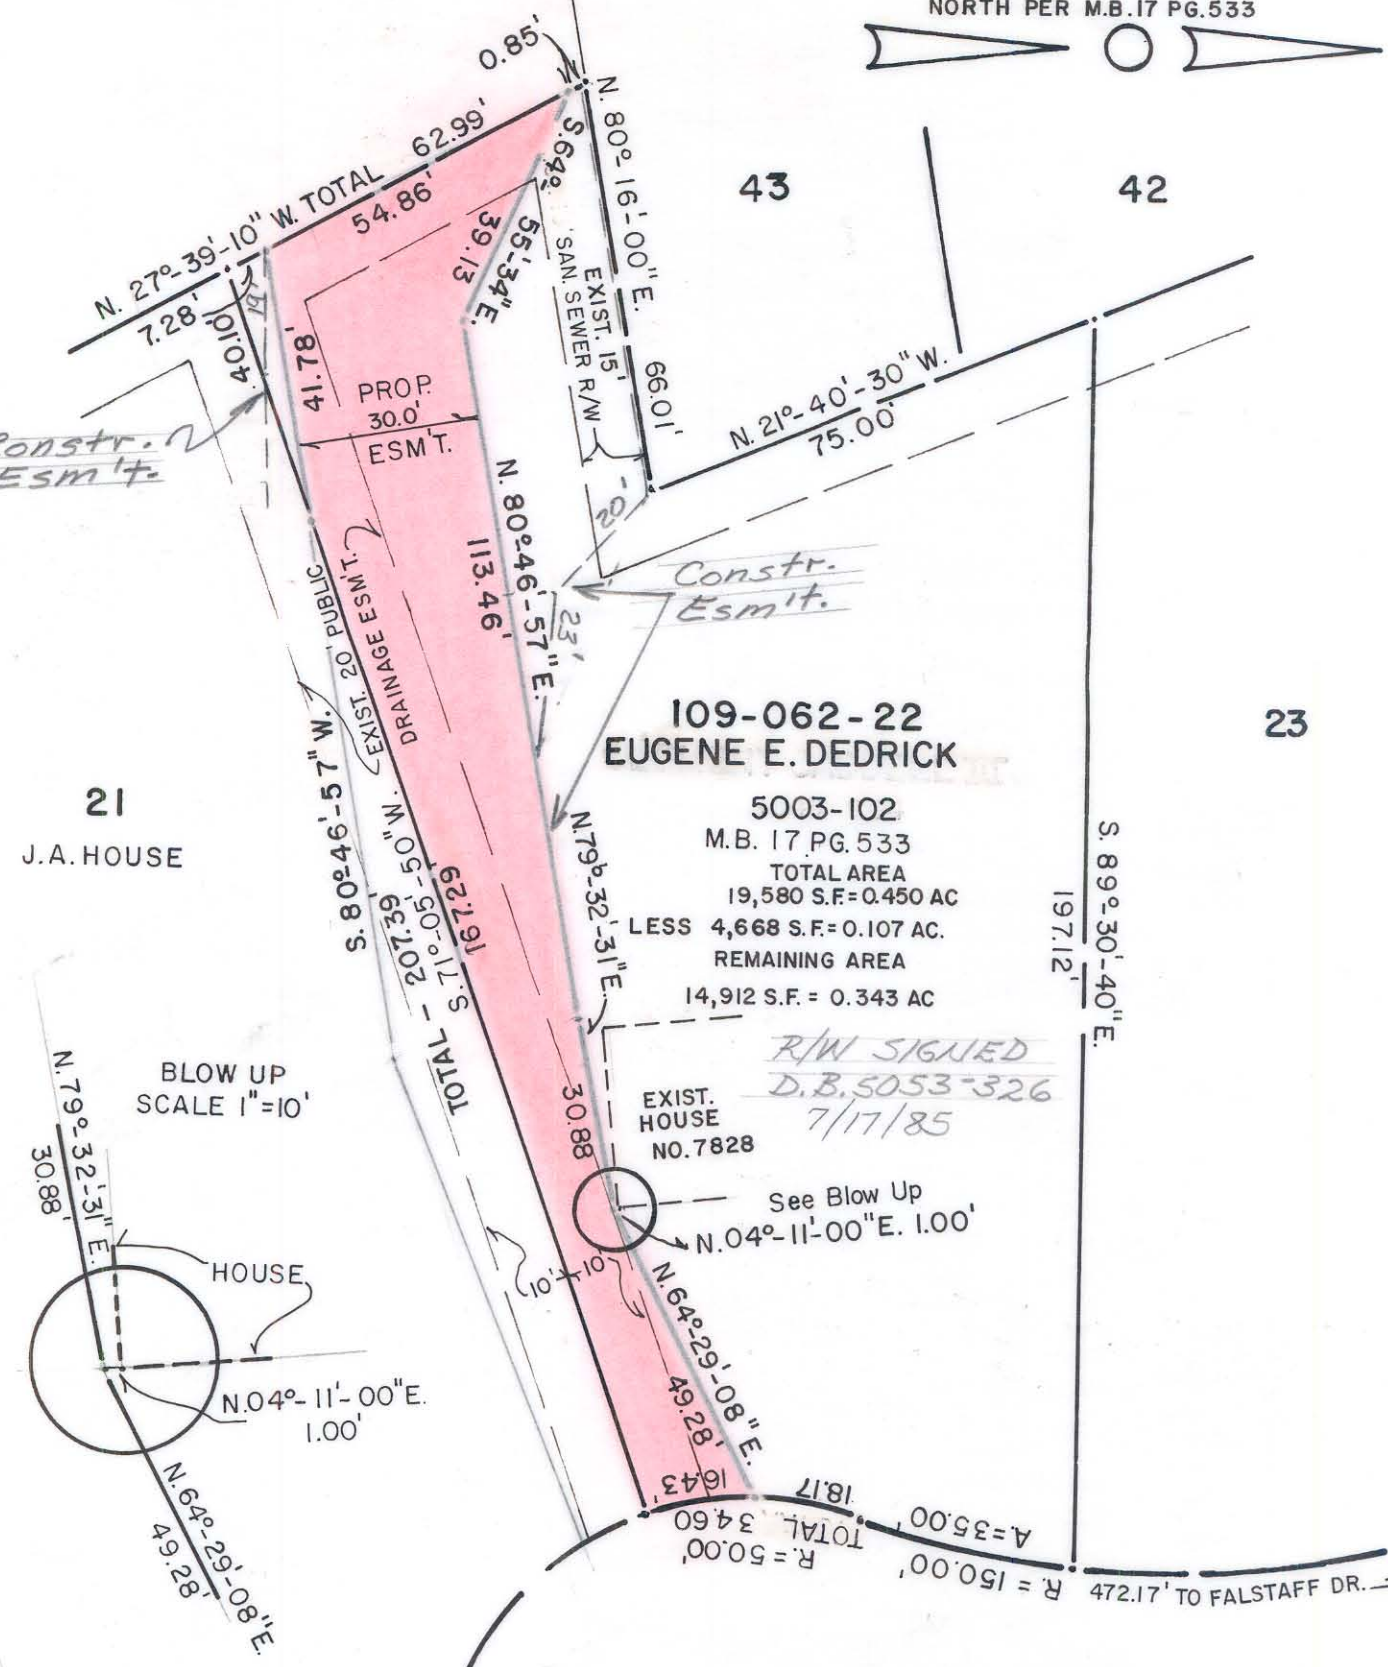 NORTH PER M.B.17 PG.533
0.85'
N. 27°-39'-10" W. TOTAL 62.99'
7.28'
54.86'
N. 80°-16'-00"E.
66.01'
43
42
S.64°
55'-34"E.
39.13
EXIST. 15'
SAN. SEWER R/W
40.10'
41.78'
PROP.
30.0'
ESM'T.
N. 21°-40'-30" W.
75.00'
Constr.
Esm't.
20'
N. 80°-46'-57"E.
113.46'
23'
Constr.
Esm't.
EXIST. 20' PUBLIC
DRAINAGE ESM'T.
S. 80°-46'-57" W.
109-062-22
EUGENE E. DEDRICK
5003-102
M.B. 17 PG. 533
TOTAL AREA
19,580 S.F.=0.450 AC
LESS 4,668 S.F.=0.107 AC.
REMAINING AREA
14,912 S.F. = 0.343 AC
23
21
J.A. HOUSE
N.79°-32'-31"E.
30.88
S. 71°-05'-50"W.
167.29'
TOTAL - 207.39'
S. 89°-30'-40"E.
197.12'
R/W SIGNED
D.B.5053-326
7/17/85
EXIST.
HOUSE
NO.7828
See Blow Up
N.04°-11'-00"E. 1.00'
BLOW UP
SCALE 1"=10'
N.79°-32'-31"E.
30.88'
HOUSE
N.04°-11'-00"E.
1.00'
N.64°-29'-08"E.
49.28'
10'
10'
N.64°-29'-08"E.
49.28'
16.43'
18.17
TOTAL 34.60
R.=50.00'
A=35.00'
R = 150.00'
472.17' TO FALSTAFF DR.